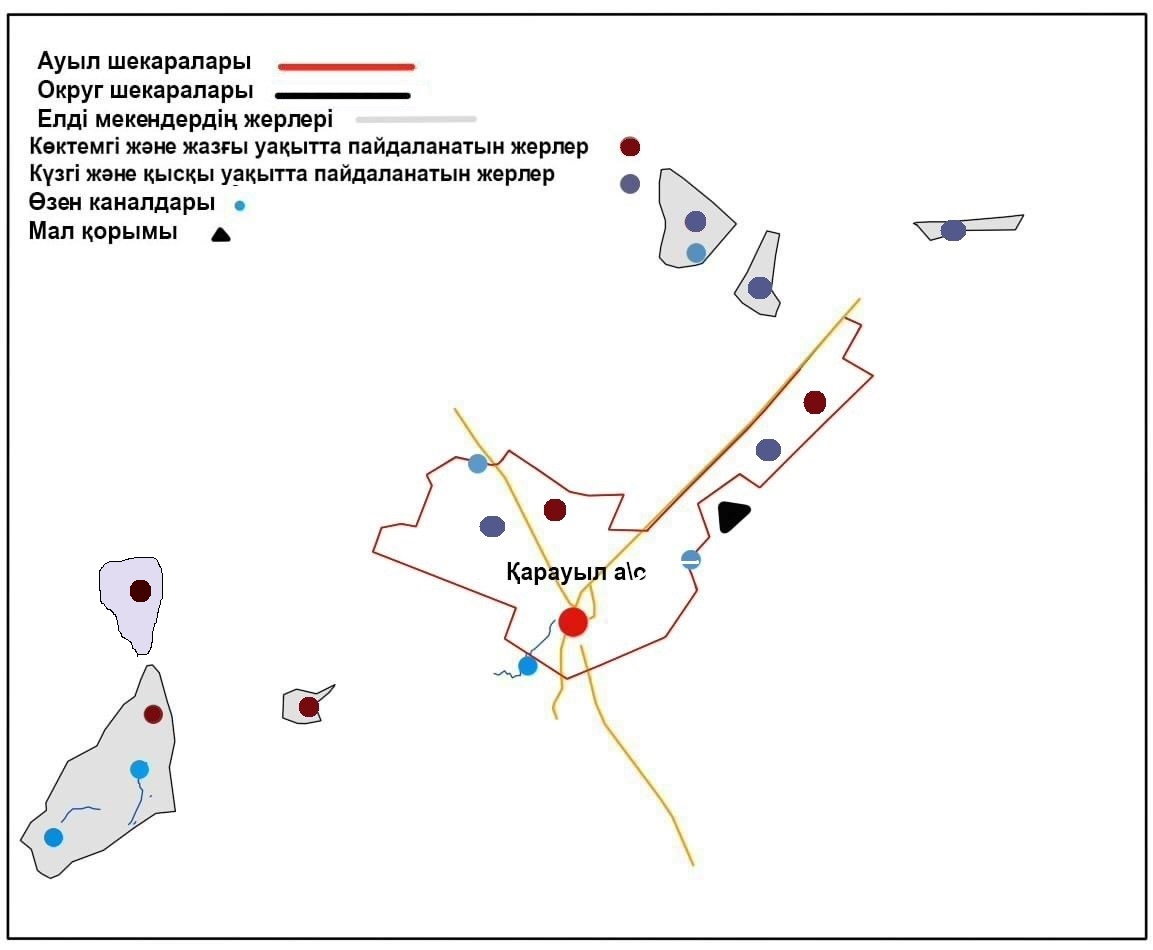 Ауыл шекаралары
Округ шекаралары
Елді мекендердің жерлері
Көктемгі және жазғы уақытта пайдаланатын жерлер
Күзгі және қысқы уақытта пайдаланатын жерлер
Өзен каналдары
Мал қорымы
Қарауыл а\с